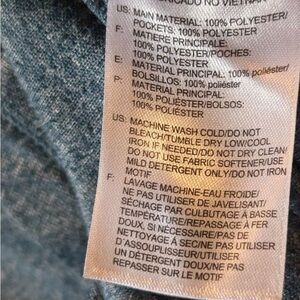 FABRICADO NO VIETNAM
US: MAIN MATERIAL: 100% POLYESTER/
POCKETS: 100% POLYESTER
F: MATIÈRE PRINCIPALE:
100% POLYESTER/POCHES:
100% POLYESTER
E: MATERIAL PRINCIPAL: 100% poliéster/
BOLSILLOS: 100% poliéster
P: MATERIAL PRINCIPAL:
100% POLIÉSTER/BOLSOS:
100% POLIÉSTER
US: MACHINE WASH COLD/DO NOT
BLEACH/TUMBLE DRY LOW/COOL
IRON IF NEEDED/DO NOT DRY CLEAN/
DO NOT USE FABRIC SOFTENER/USE
MILD DETERGENT ONLY/DO NOT IRON
MOTIF
F: LAVAGE MACHINE-EAU FROIDE/
NE PAS UTILISER DE JAVELISANT/
SÉCHAGE PAR CULBUTAGE À BASSE
TEMPÉRATURE/REPASSAGE À FER
DOUX. SI NÉCESSAIRE/PAS DE
NETTOYAGE À SEC/NE PAS UTILISER
D'ASSOUPLISSEUR/UTILISER
UN DÉTERGENT DOUX/NE PAS
REPASSER SUR LE MOTIF